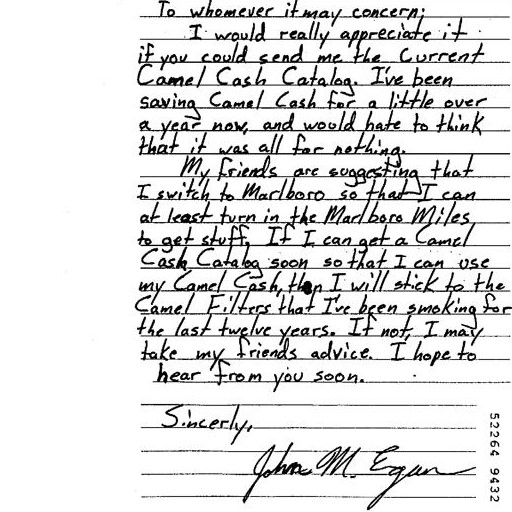 To whomever it may concern;
I would really appreciate it
if you could send me the Current
Camel Cash Catalog. I've been
saving Camel Cash for a little over
a year now, and would hate to think
that it was all for nothing.
My friends are suggesting that
I switch to Marlboro so that I can
at least turn in the Marlboro Miles
to get stuff. If I can get a Camel
Cash Catalog soon so that I can use
my Camel Cash, then I will stick to the
Camel Filters that I've been smoking for
the last twelve years. If not, I may
take my friends advice. I hope to
hear from you soon.
Sincerly,
John M. Egan
52264 9432